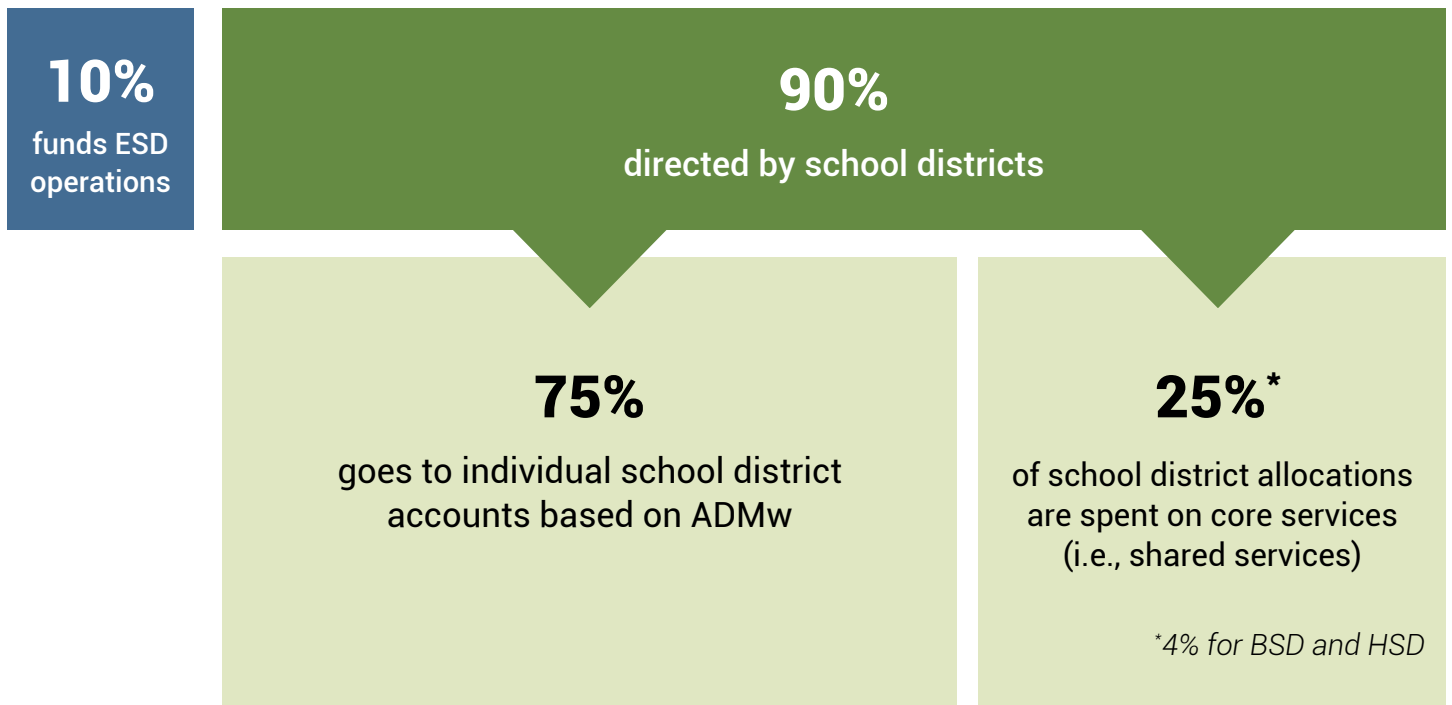 10%
funds ESD
operations
90%
directed by school districts
75%
goes to individual school district
accounts based on ADMw
25%*
of school district allocations
are spent on core services
(i.e., shared services)
*4% for BSD and HSD